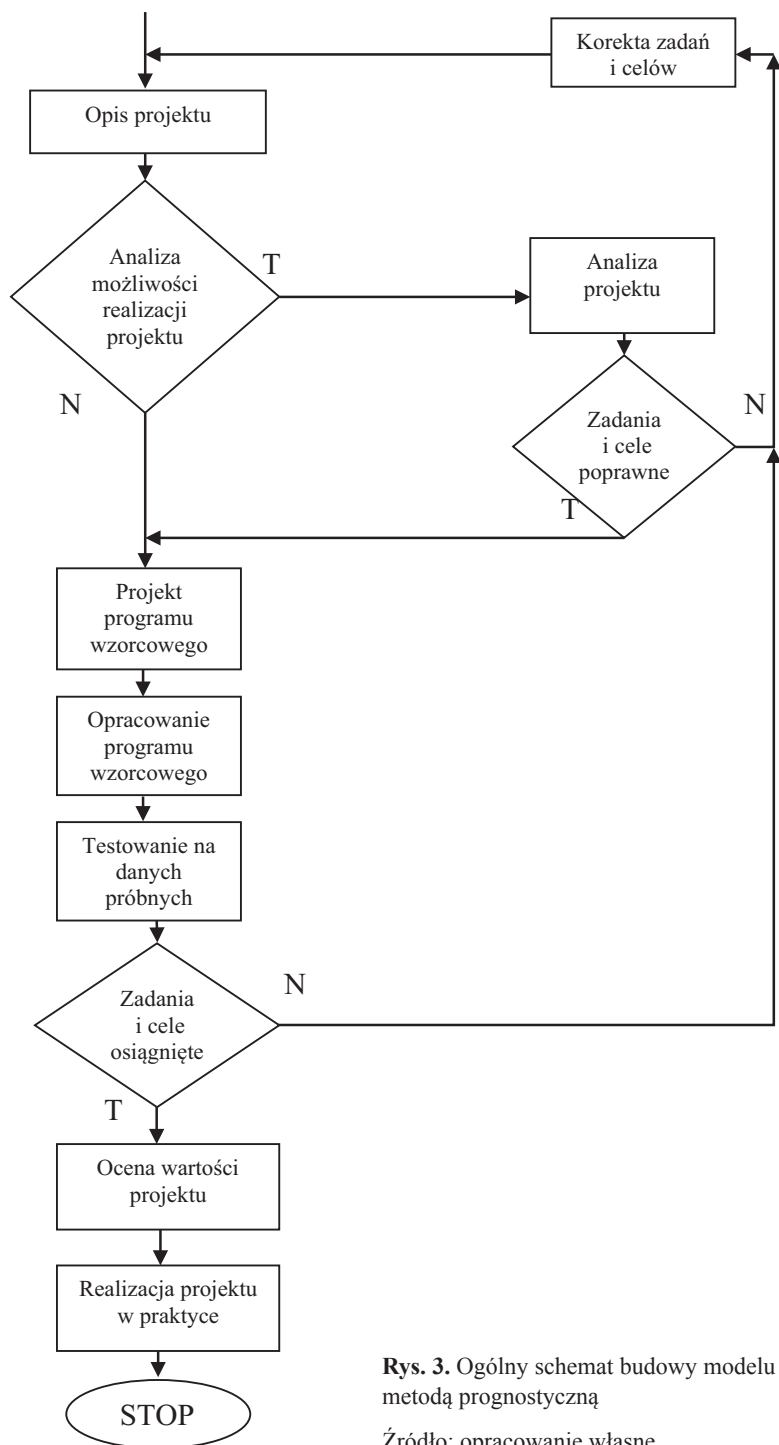 Korekta zadań
i celów
Opis projektu
Analiza
możliwości
realizacji
projektu
T
N
Analiza
projektu
Zadania
i cele
poprawne
N
T
Projekt
programu
wzorcowego
Opracowanie
programu
wzorcowego
Testowanie na
danych
próbnych
Zadania
i cele
osiągnięte
N
T
Ocena wartości
projektu
Realizacja projektu
w praktyce
STOP
Rys. 3. Ogólny schemat budowy modelu
metodą prognostyczną
Źródło: opracowanie własne